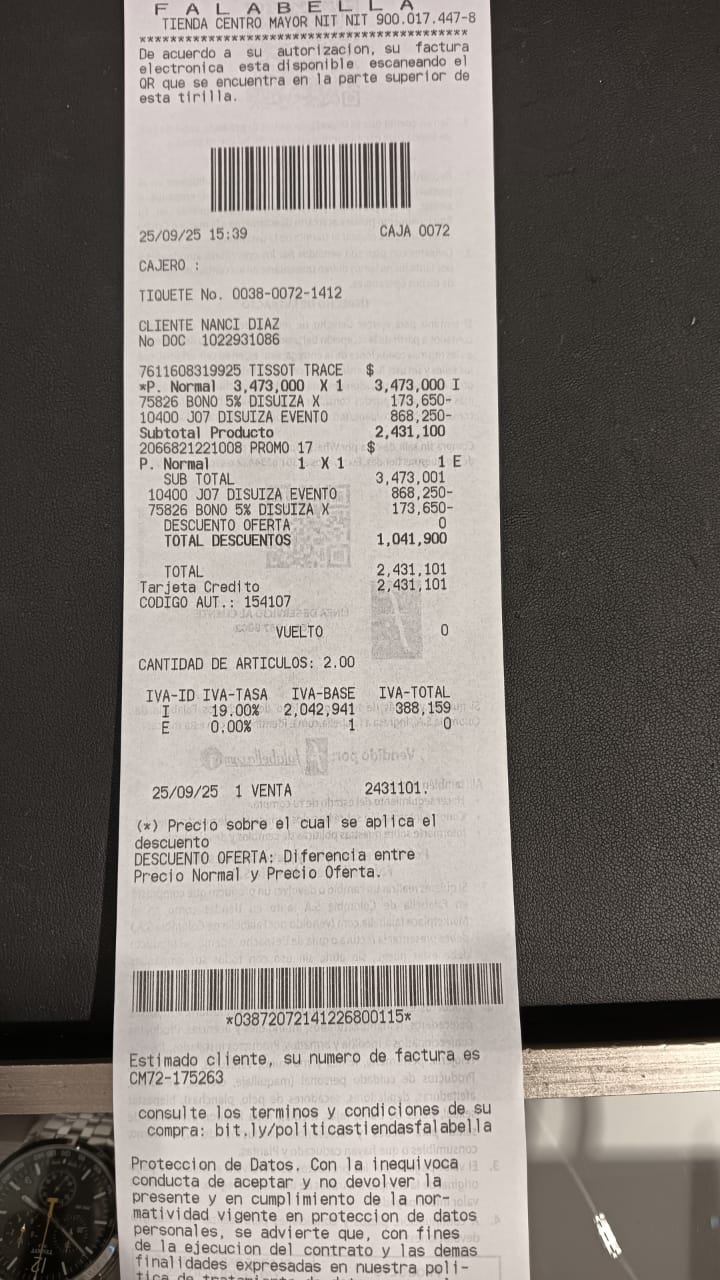 F A L A B E L L A
TIENDA CENTRO MAYOR NIT NIT 900.017.447-8
******************************************
De acuerdo a su autorizacion, su factura
electronica esta disponible escaneando el
QR que se encuentra en la parte superior de
esta tirilla.
25/09/25 15:39 CAJA 0072
CAJERO :
TIQUETE No. 0038-0072-1412
CLIENTE NANCI DIAZ
No DOC 1022931086
7611608319925 TISSOT TRACE $
*P. Normal 3,473,000 X 1 3,473,000 I
75826 BONO 5% DISUIZA X 173,650-
10400 J07 DISUIZA EVENTO 868,250-
Subtotal Producto 2,431,100
2066821221008 PROMO 17 $
P. Normal 1 X 1 1 E
SUB TOTAL 3,473,001
10400 J07 DISUIZA EVENTO 868,250-
75826 BONO 5% DISUIZA X 173,650-
DESCUENTO OFERTA 0
TOTAL DESCUENTOS 1,041,900
TOTAL 2,431,101
Tarjeta Credito 2,431,101
CODIGO AUT.: 154107
VUELTO 0
CANTIDAD DE ARTICULOS: 2.00
IVA-ID IVA-TASA IVA-BASE IVA-TOTAL
I 19.00% 2,042,941 388,159
E 0.00% 1 0
25/09/25 1 VENTA 2431101.
(*) Precio sobre el cual se aplica el
descuento
DESCUENTO OFERTA: Diferencia entre
Precio Normal y Precio Oferta.
*03872072141226800115*
Estimado cliente, su numero de factura es
CM72-175263
consulte los terminos y condiciones de su
compra: bit.ly/politicastiendasfalabella
Proteccion de Datos. Con la inequivoca
conducta de aceptar y no devolver la
presente y en cumplimiento de la nor-
matividad vigente en proteccion de datos
personales, se advierte que, con fines
de la ejecucion del contrato y las demas
finalidades expresadas en nuestra poli-